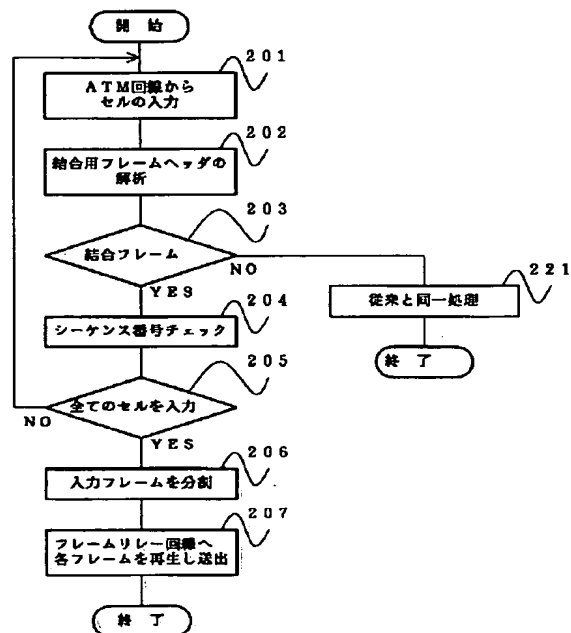 開 始
201
ATM回線から
セルの入力
202
結合用フレームヘッダの
解析
203
結合フレーム
NO
YES
221
従来と同一処理
終 了
204
シーケンス番号チェック
205
全てのセルを入力
NO
YES
206
入力フレームを分割
207
フレームリレー回線へ
各フレームを再生し送出
終 了